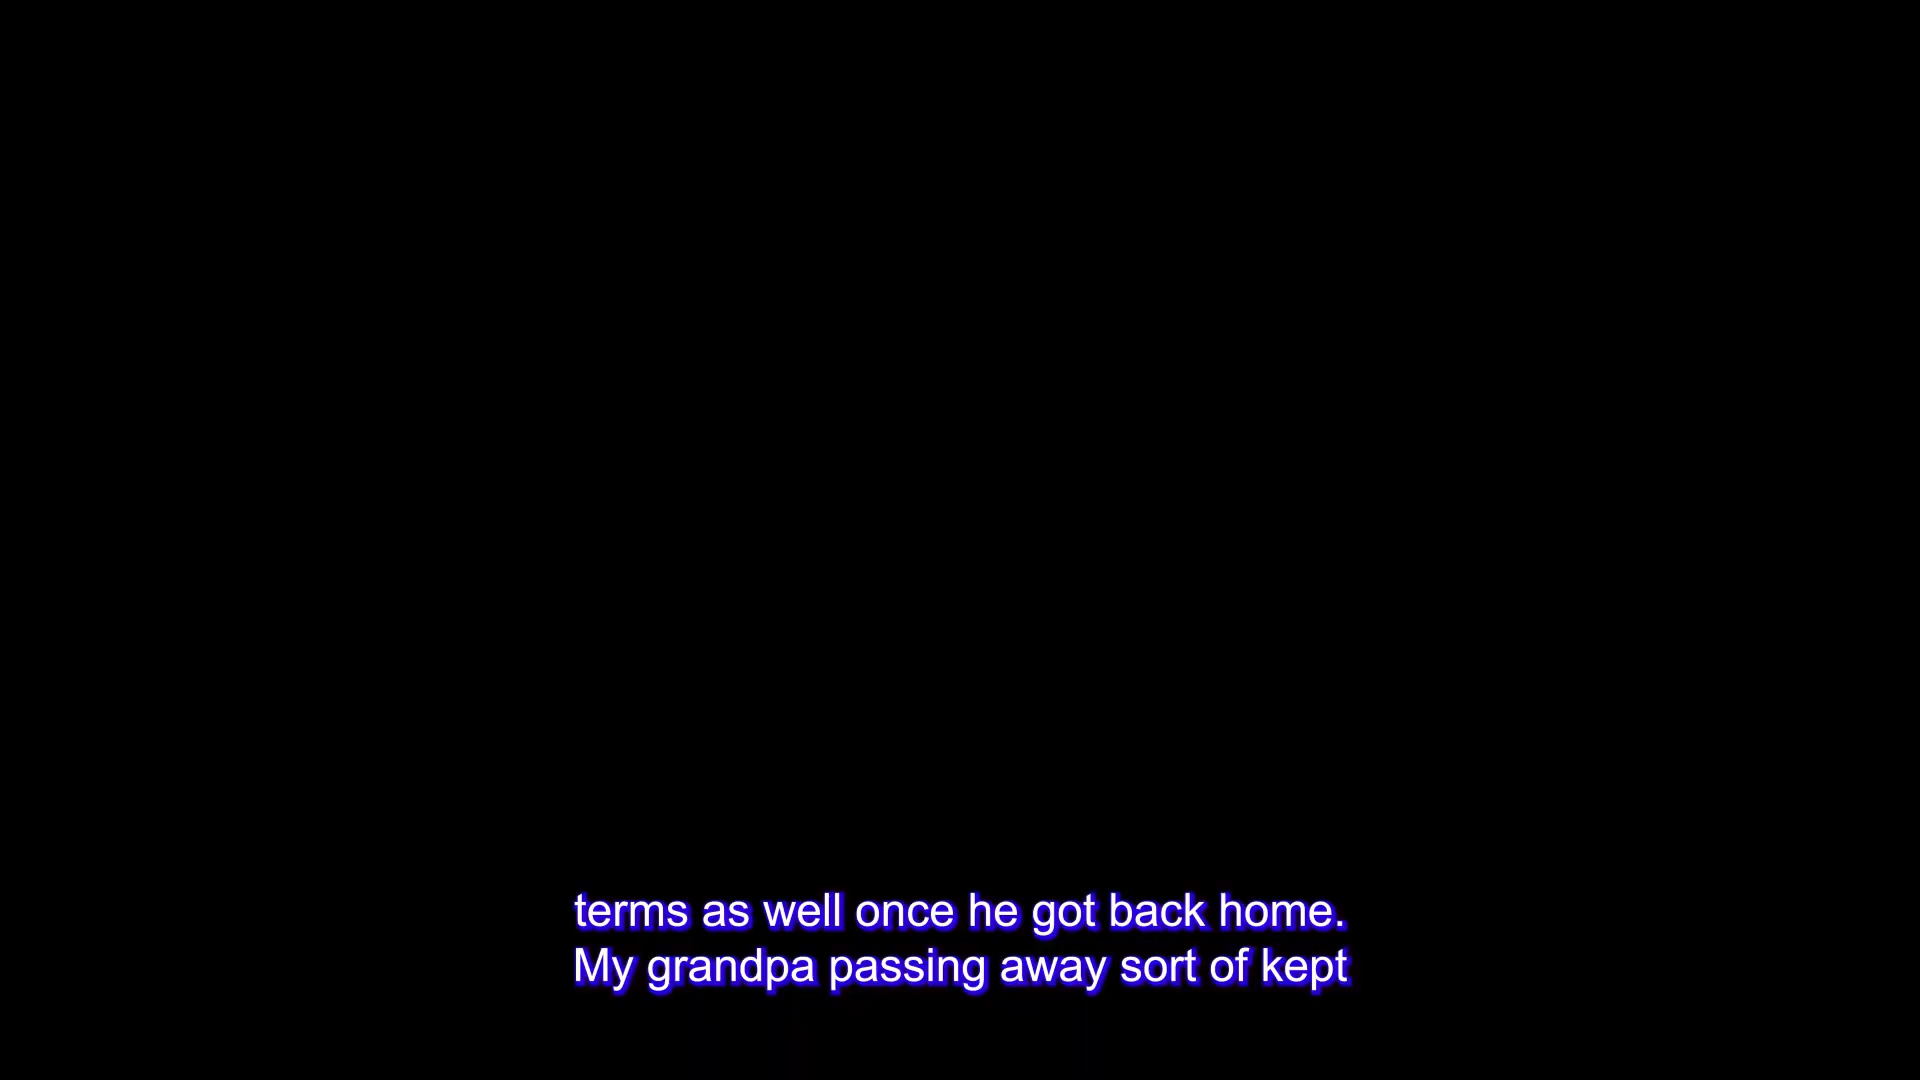 terms as well once he got back home.
My grandpa passing away sort of kept